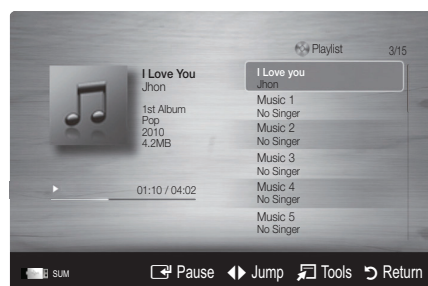 Playlist 3/15
I Love You
Jhon
1st Album
Pop
2010
4.2MB
01:10 / 04:02
I Love you
Jhon
Music 1
No Singer
Music 2
No Singer
Music 3
No Singer
Music 4
No Singer
Music 5
No Singer
SUM Pause Jump Tools Return